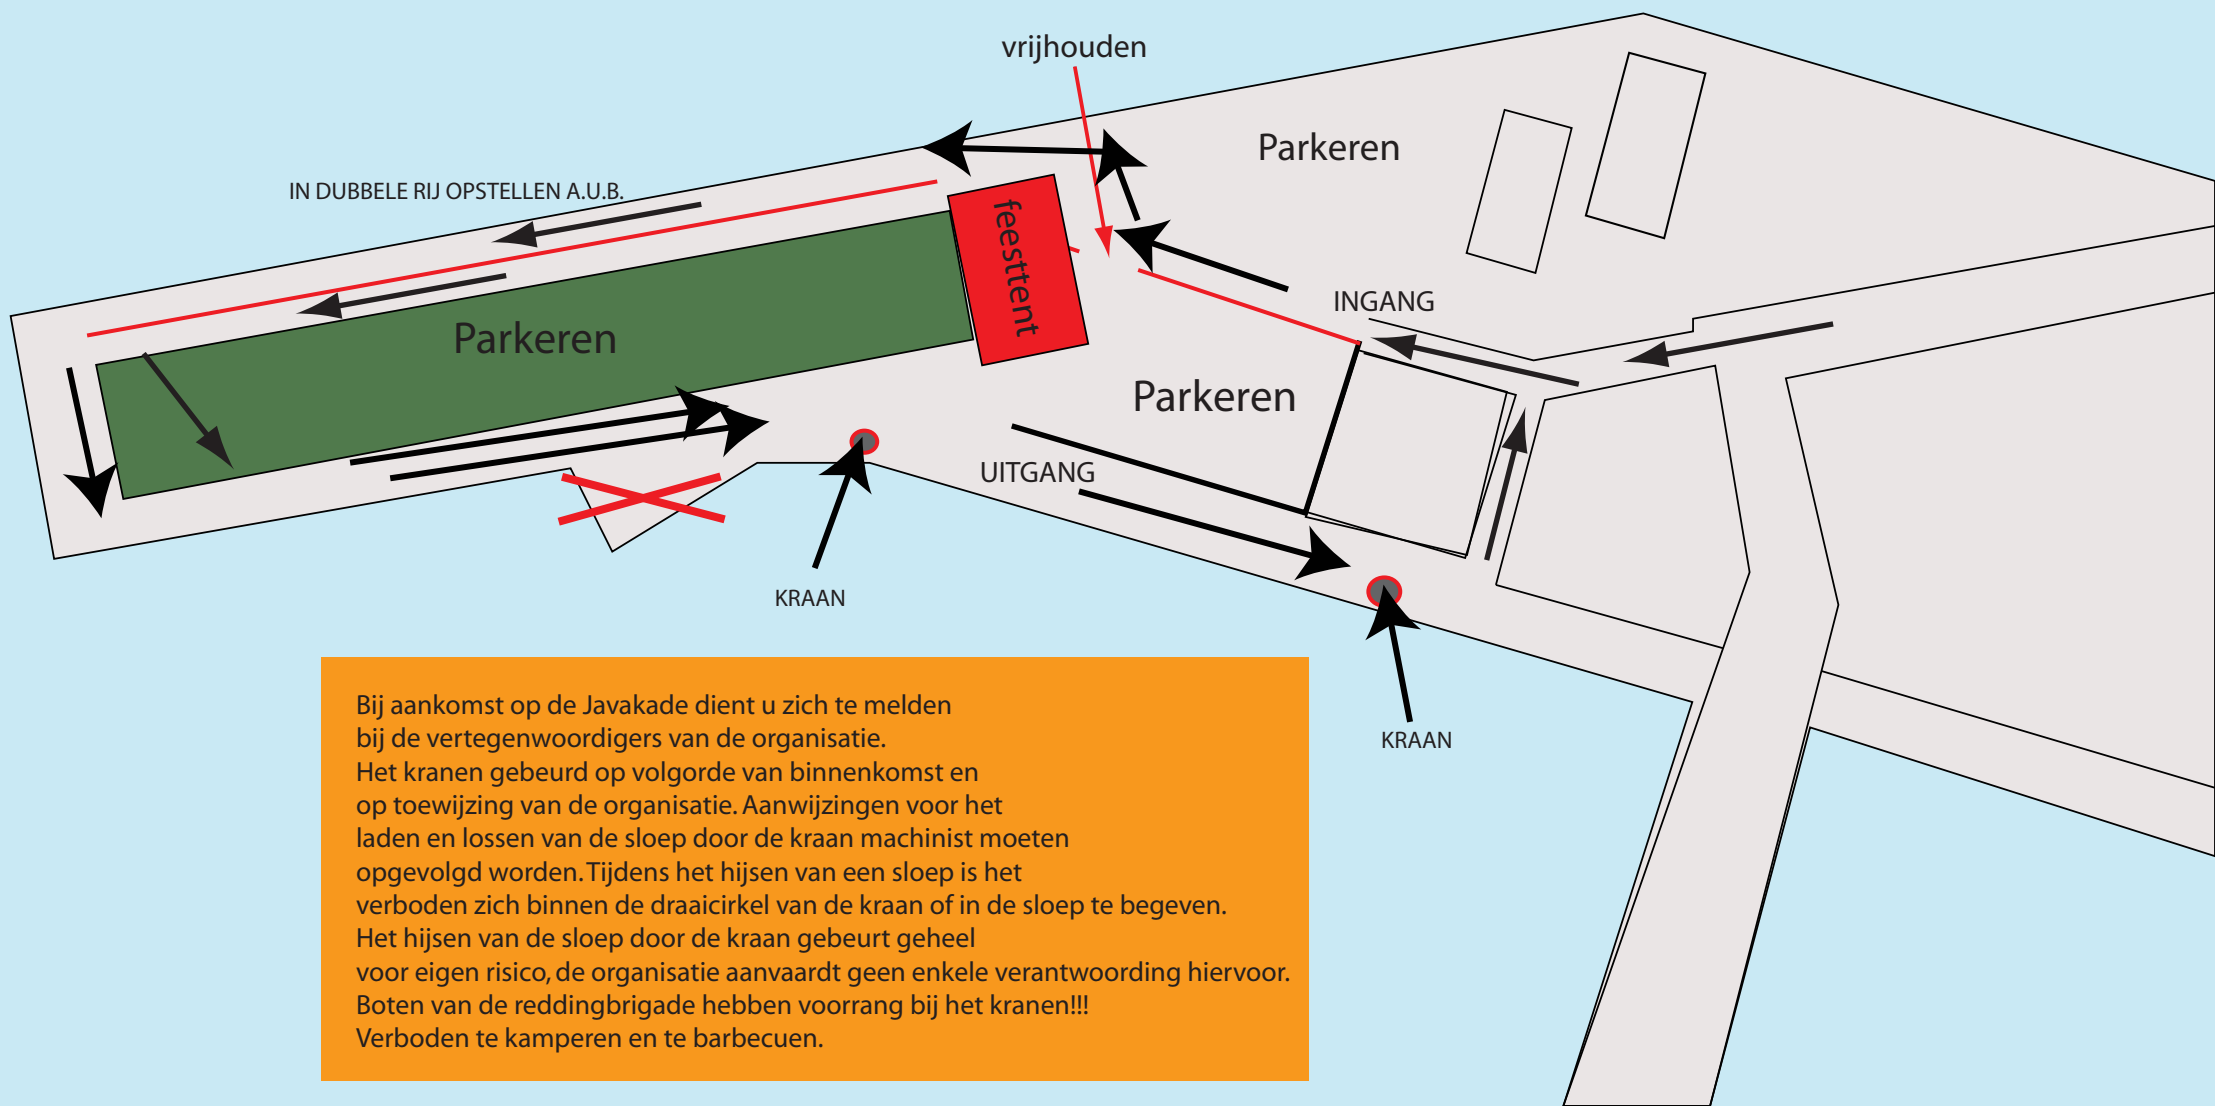 vrijhouden
Parkeren
IN DUBBELE RIJ OPSTELLEN A.U.B.
feesttent
INGANG
Parkeren
Parkeren
UITGANG
KRAAN
KRAAN
Bij aankomst op de Javakade dient u zich te melden
bij de vertegenwoordigers van de organisatie.
Het kranen gebeurd op volgorde van binnenkomst en
op toewijzing van de organisatie. Aanwijzingen voor het
laden en lossen van de sloep door de kraan machinist moeten
opgevolgd worden. Tijdens het hijsen van een sloep is het
verboden zich binnen de draaicirkel van de kraan of in de sloep te begeven.
Het hijsen van de sloep door de kraan gebeurt geheel
voor eigen risico, de organisatie aanvaardt geen enkele verantwoording hiervoor.
Boten van de reddingbrigade hebben voorrang bij het kranen!!!
Verboden te kamperen en te barbecuen.